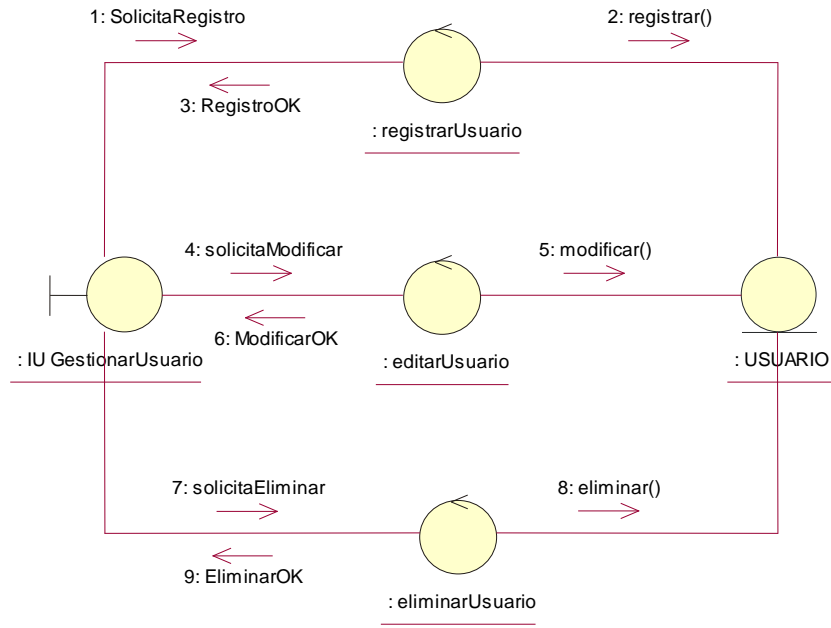 1: SolicitaRegistro
2: registrar()
3: RegistroOK
: registrarUsuario
4: solicitaModificar
5: modificar()
6: ModificarOK
: IU GestionarUsuario
: editarUsuario
: USUARIO
7: solicitaEliminar
8: eliminar()
9: EliminarOK
: eliminarUsuario